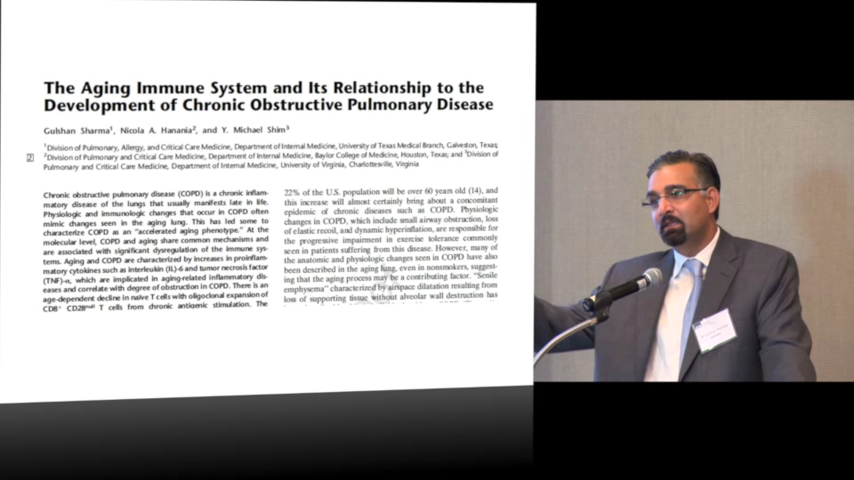 The Aging Immune System and Its Relationship to the
Development of Chronic Obstructive Pulmonary Disease
Gulshan Sharma¹, Nicola A. Hanania², and Y. Michael Shim³
¹Division of Pulmonary, Allergy, and Critical Care Medicine, Department of Internal Medicine, University of Texas Medical Branch, Galveston, Texas;
²Division of Pulmonary and Critical Care Medicine, Department of Internal Medicine, Baylor College of Medicine, Houston, Texas; and ³Division of
Pulmonary and Critical Care Medicine, Department of Internal Medicine, University of Virginia, Charlottesville, Virginia
Chronic obstructive pulmonary disease (COPD) is a chronic inflam-
matory disease of the lungs that usually manifests late in life.
Physiologic and immunologic changes that occur in COPD often
mimic changes seen in the aging lung. This has led some to
characterize COPD as an "accelerated aging phenotype." At the
molecular level, COPD and aging share common mechanisms and
are associated with significant dysregulation of the immune sys-
tems. Aging and COPD are characterized by increases in proinflam-
matory cytokines such as interleukin (IL)-6 and tumor necrosis factor
(TNF)-α, which are implicated in aging-related inflammatory dis-
eases and correlate with degree of obstruction in COPD. There is an
age-dependent decline in naive T cells with oligoclonal expansion of
CD8⁺ CD28ⁿᵘˡˡ T cells from chronic antigenic stimulation. The
22% of the U.S. population will be over 60 years old (14), and
this increase will almost certainly bring about a concomitant
epidemic of chronic diseases such as COPD. Physiologic
changes in COPD, which include small airway obstruction, loss
of elastic recoil, and dynamic hyperinflation, are responsible for
the progressive impairment in exercise tolerance commonly
seen in patients suffering from this disease. However, many of
the anatomic and physiologic changes seen in COPD have also
been described in the aging lung, even in nonsmokers, suggest-
ing that the aging process may be a contributing factor. "Senile
emphysema" characterized by airspace dilatation resulting from
loss of supporting tissue without alveolar wall destruction has